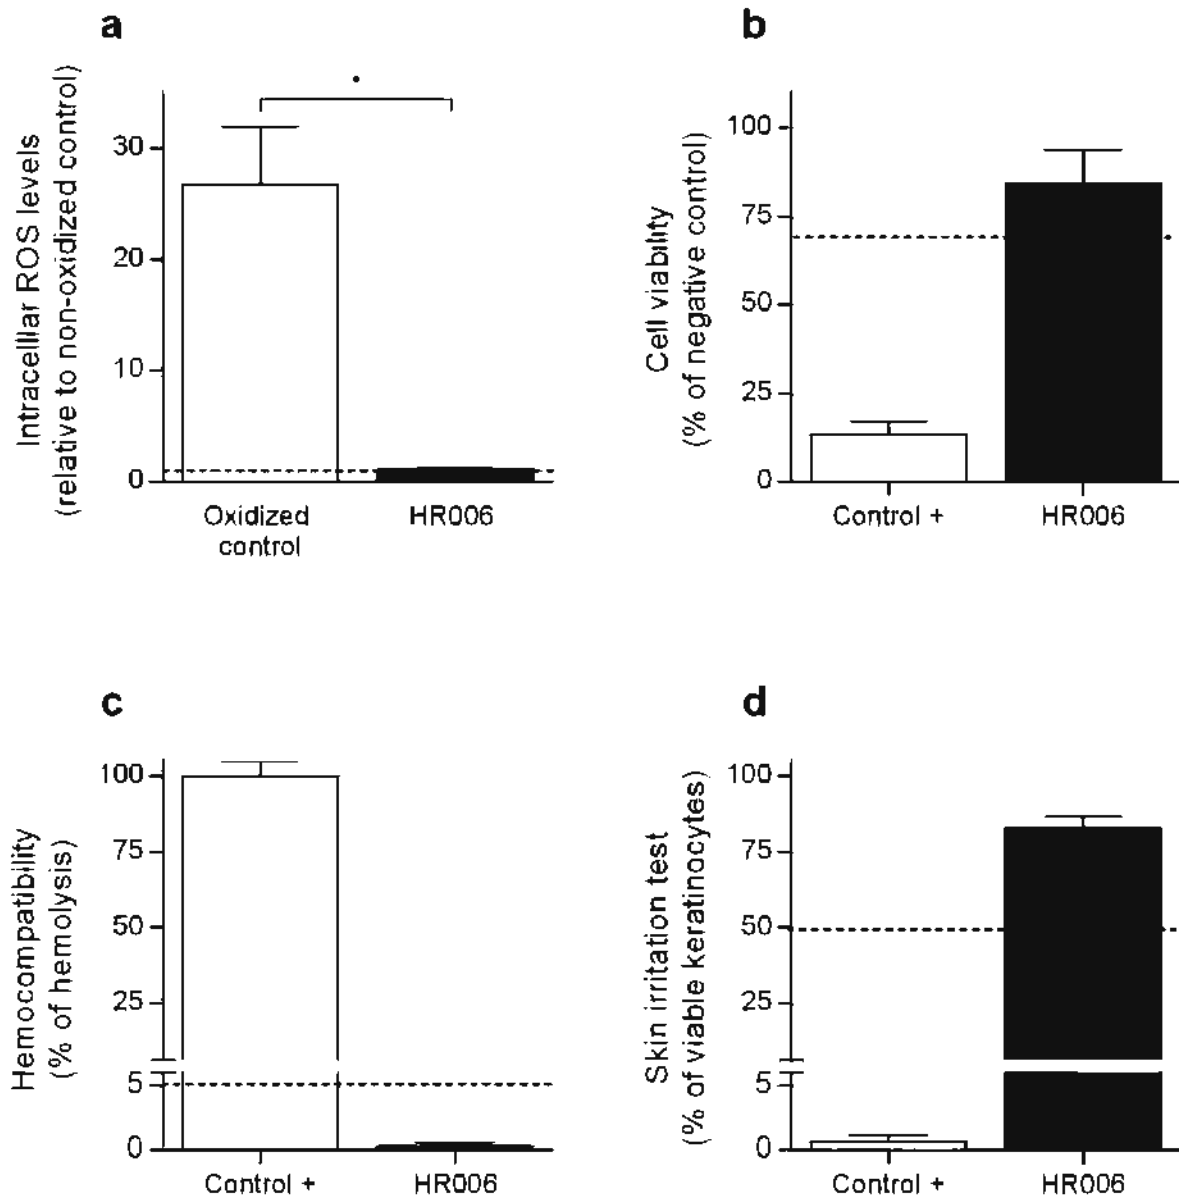 a
Intracelllar ROS levels
(relative to non-oxidized control)
30
20
10
0
Oxidized
control
HR006
b
Cell viability
(% of negative control)
100
75
50
25
0
Control +
HR006
c
Hemocompatibility
(% of hemolysis)
100
75
50
25
5
0
Control +
HR006
d
Skin irritation test
(% of viable keratinocytes)
100
75
50
25
5
0
Control +
HR006